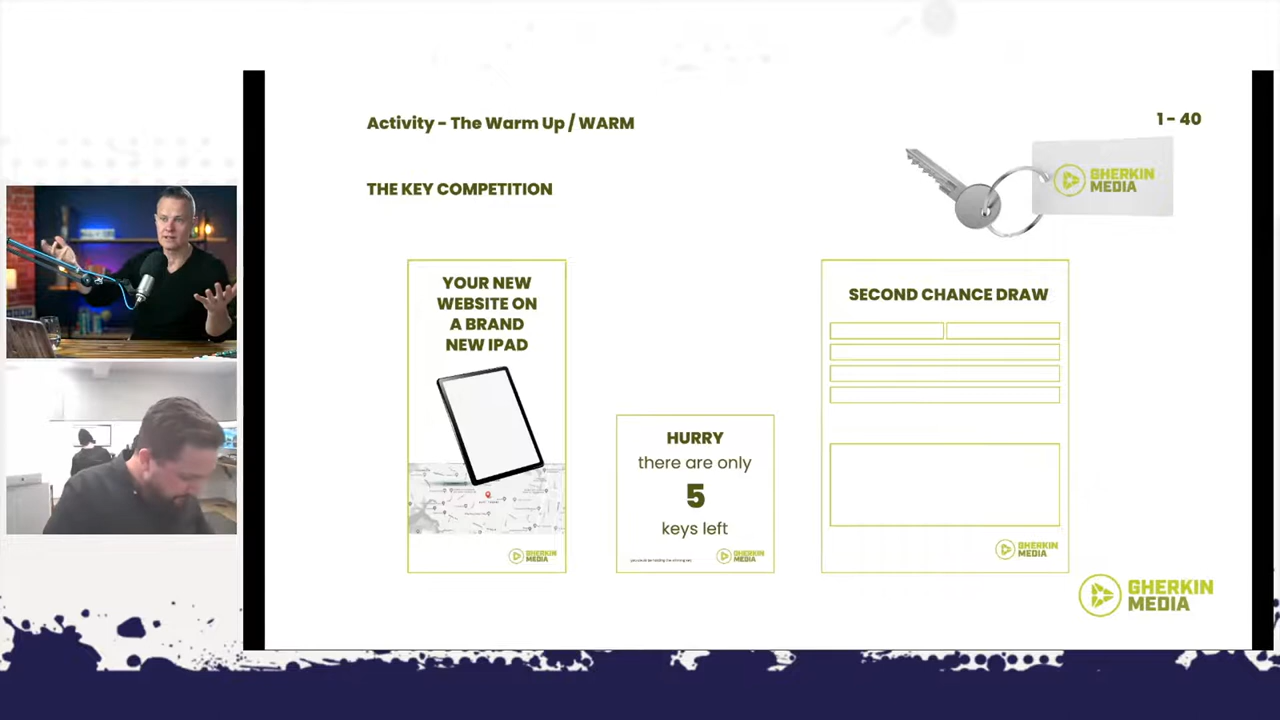 Activity - The Warm Up / WARM
1 - 40
THE KEY COMPETITION
GHERKIN
MEDIA
YOUR NEW
WEBSITE ON
A BRAND
NEW IPAD
GHERKIN
MEDIA
HURRY
there are only
5
keys left
GHERKIN
MEDIA
SECOND CHANCE DRAW
GHERKIN
MEDIA
GHERKIN
MEDIA